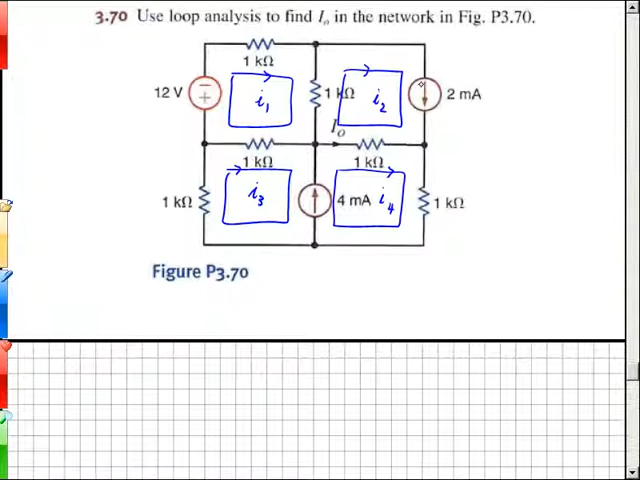 3.70 Use loop analysis to find Io in the network in Fig. P3.70.
1 kΩ
12 V
i1
1 kΩ
i2
2 mA
Io
1 kΩ
1 kΩ
1 kΩ
i3
4 mA
i4
1 kΩ
Figure P3.70